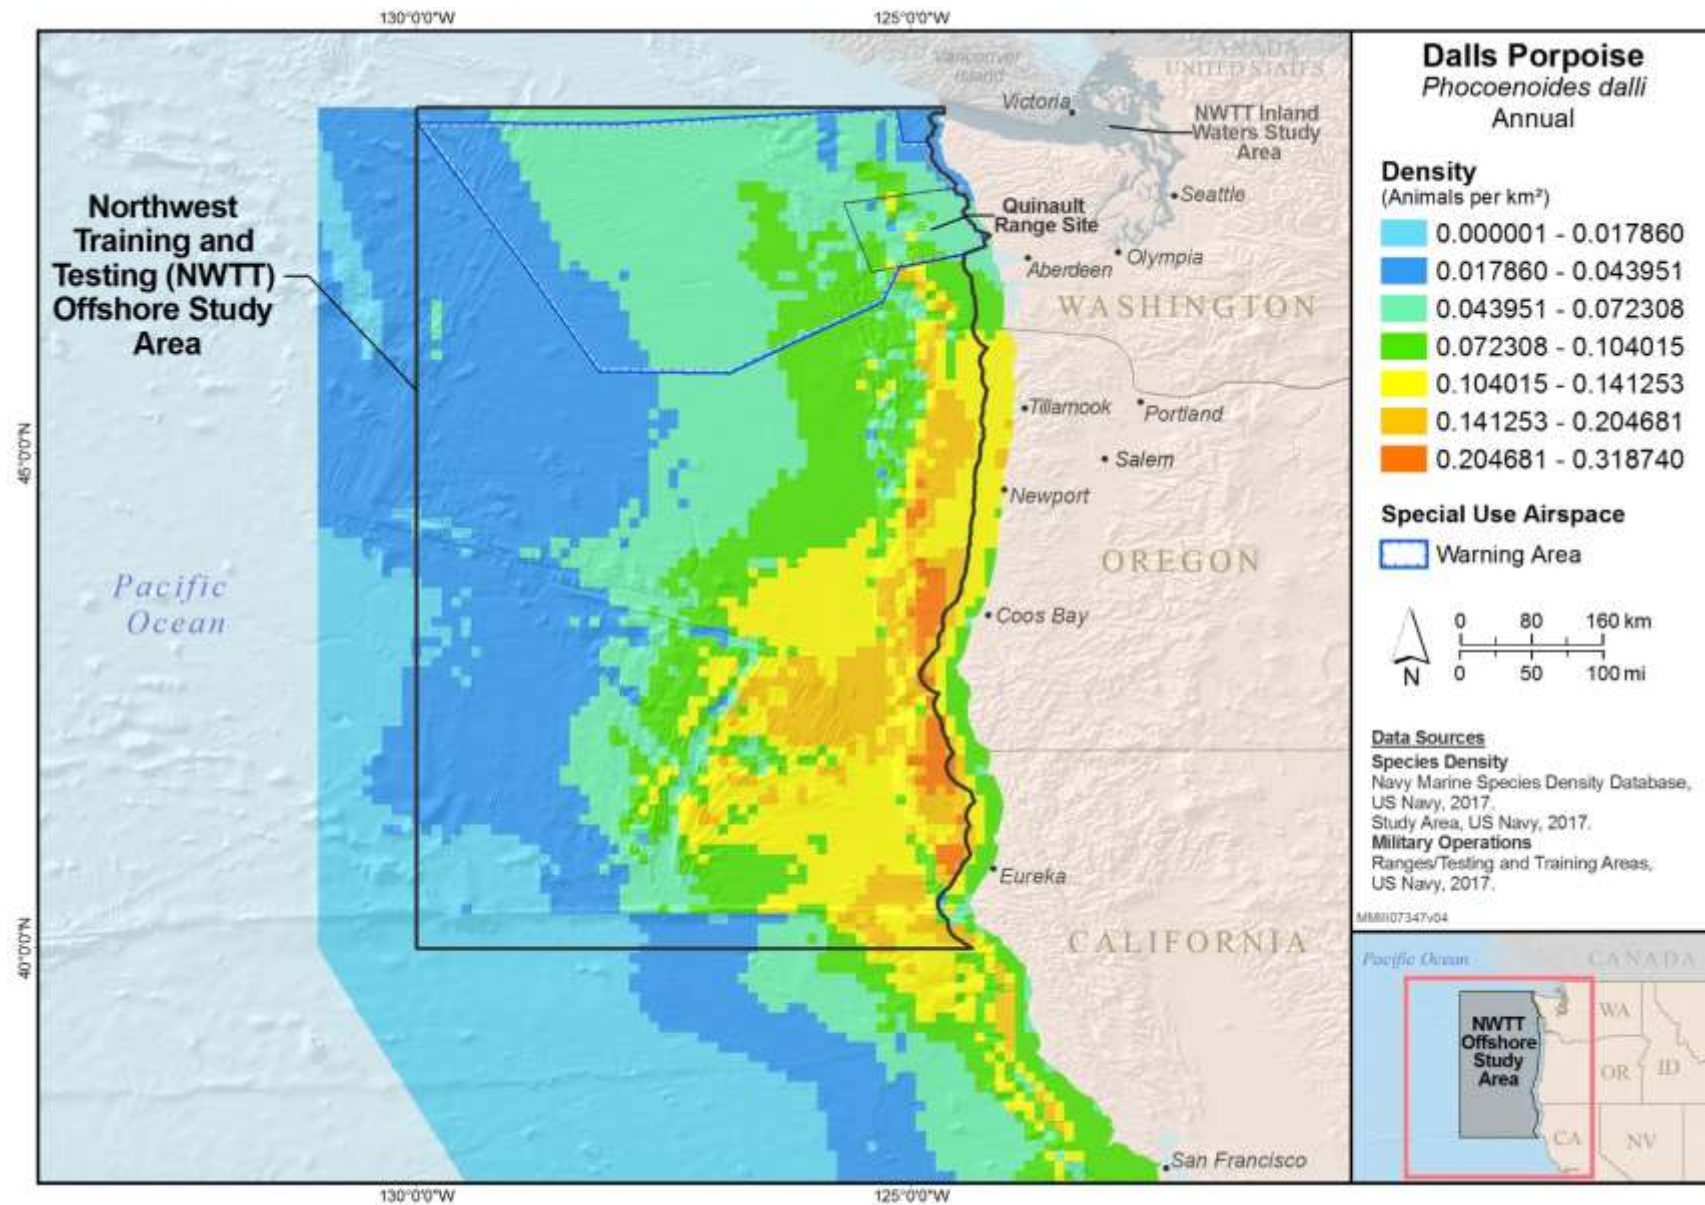 130°0'0"W
125°0'0"W
Vancouver
Island
CANADA
UNITED STATES
Victoria
NWTT Inland
Waters Study
Area
Seattle
Northwest
Training and
Testing (NWTT)
Offshore Study
Area
Quinault
Range Site
Aberdeen
Olympia
WASHINGTON
Tillamook
Portland
45°0'0"N
Salem
Newport
OREGON
Pacific
Ocean
Coos Bay
Eureka
40°0'0"N
CALIFORNIA
San Francisco
130°0'0"W
125°0'0"W
Dalls Porpoise
Phocoenoides dalli
Annual
Density
(Animals per km²)
0.000001 - 0.017860
0.017860 - 0.043951
0.043951 - 0.072308
0.072308 - 0.104015
0.104015 - 0.141253
0.141253 - 0.204681
0.204681 - 0.318740
Special Use Airspace
Warning Area
0 80 160 km
0 50 100 mi
N
Data Sources
Species Density
Navy Marine Species Density Database,
US Navy, 2017.
Study Area, US Navy, 2017.
Military Operations
Ranges/Testing and Training Areas,
US Navy, 2017.
Pacific Ocean
CANADA
NWTT
Offshore
Study
Area
WA
OR
ID
CA
NV